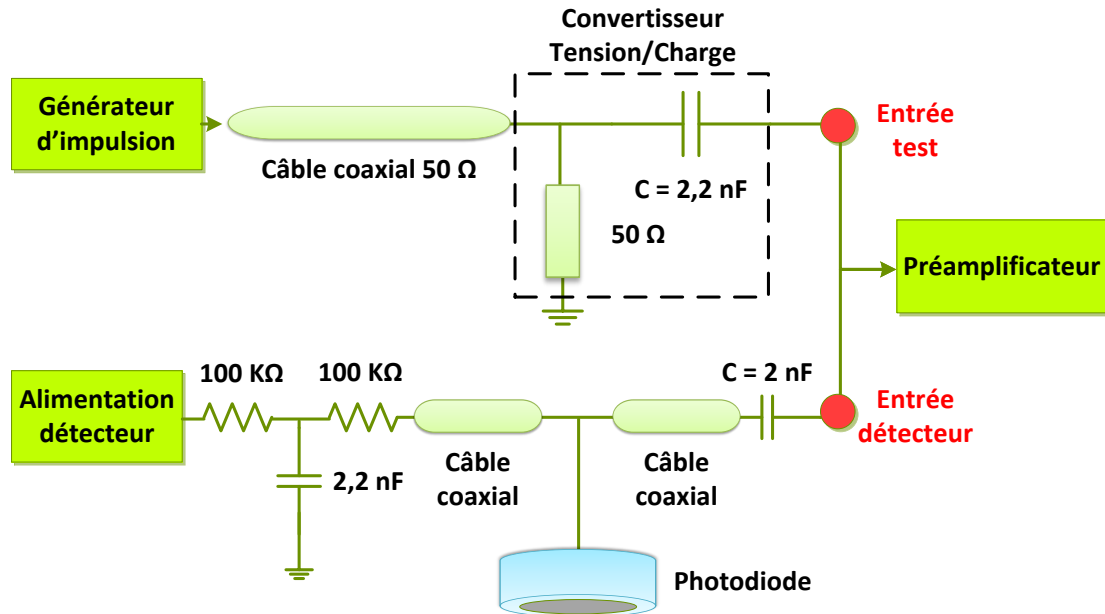 Convertisseur
Tension/Charge
Générateur
d'impulsion
Câble coaxial 50 Ω
C = 2,2 nF
50 Ω
Entrée
test
Préamplificateur
Alimentation
détecteur
100 KΩ
100 KΩ
2,2 nF
Câble
coaxial
Câble
coaxial
C = 2 nF
Entrée
détecteur
Photodiode